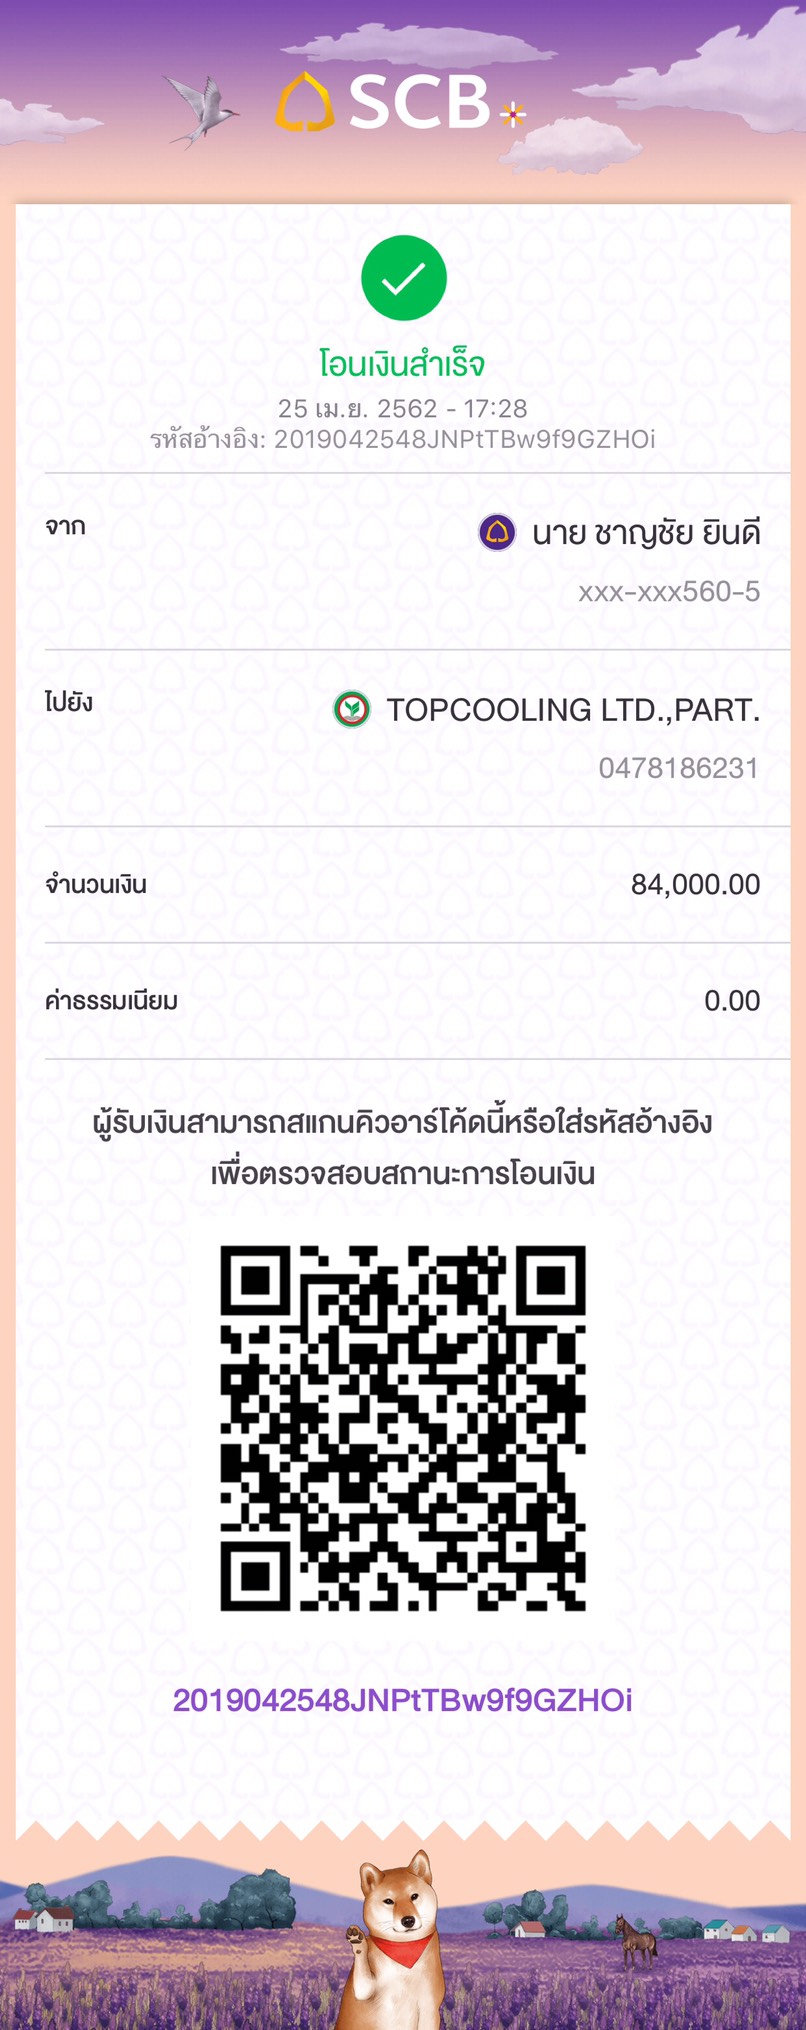 SCB
โอนเงินสำเร็จ
25 เม.ย. 2562 - 17:28
รหัสอ้างอิง: 2019042548JNPtTBw9f9GZHOi
จาก
นาย ชาญชัย ยินดี
xxx-xxx560-5
ไปยัง
TOPCOOLING LTD.,PART.
0478186231
จำนวนเงิน
84,000.00
ค่าธรรมเนียม
0.00
ผู้รับเงินสามารถสแกนคิวอาร์โค้ดนี้หรือใส่รหัสอ้างอิง
เพื่อตรวจสอบสถานะการโอนเงิน
2019042548JNPtTBw9f9GZHOi